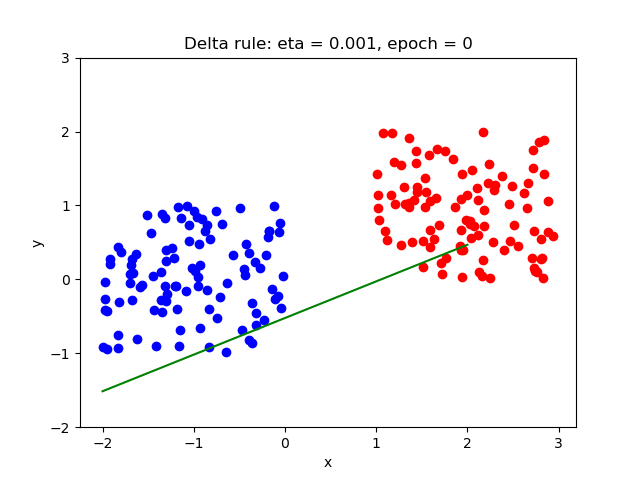 Delta rule: eta = 0.001, epoch = 0
3
2
1
0
−1
−2
y
−2 −1 0 1 2 3
x